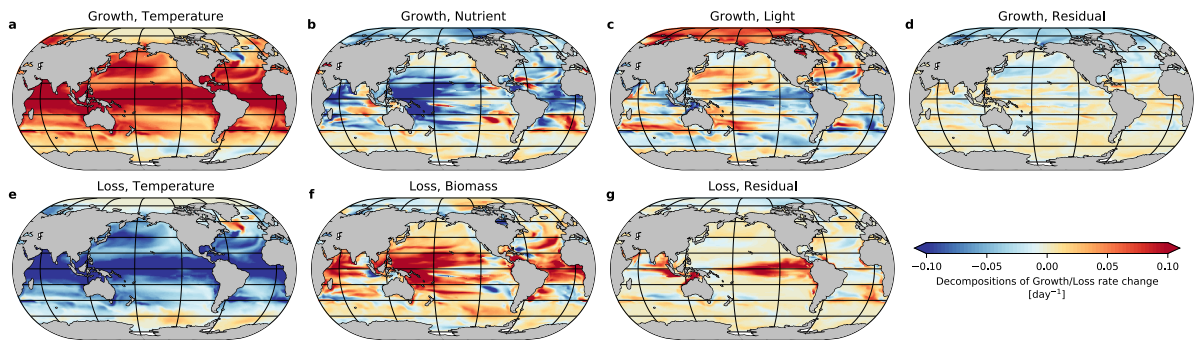 a Growth, Temperature
b Growth, Nutrient
c Growth, Light
d Growth, Residual
e Loss, Temperature
f Loss, Biomass
g Loss, Residual
−0.10 −0.05 0.00 0.05 0.10
Decompositions of Growth/Loss rate change
[day⁻¹]